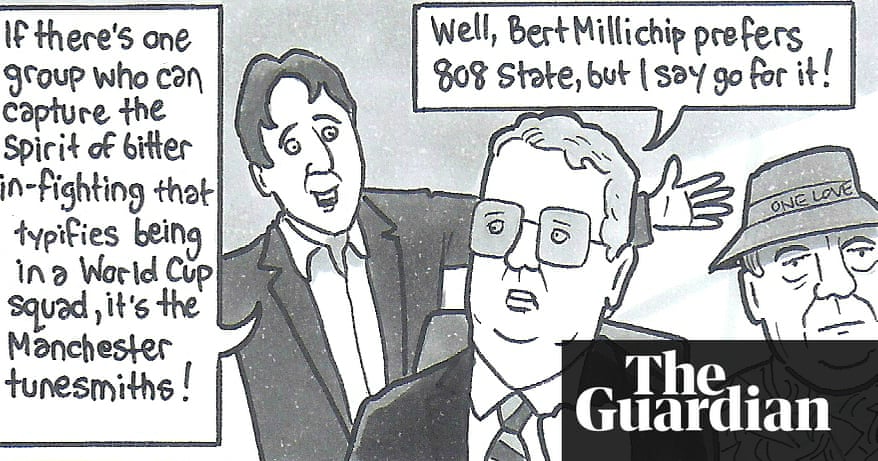 If there's one
group who can
capture the
spirit of bitter
in-fighting that
typifies being
in a World Cup
squad, it's the
Manchester
tunesmiths!
Well, Bert Millichip prefers
808 State, but I say go for it!
ONE LOVE
The
Guardian